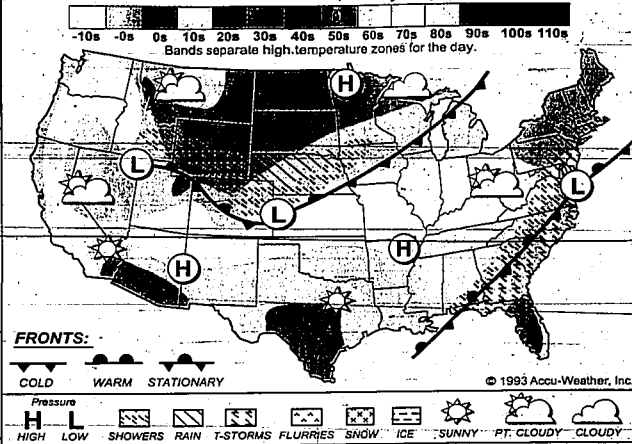 -10s -0s 0s 10s 20s 30s 40s 50s 60s 70s 80s 90s 100s 110s
Bands separate high temperature zones for the day.
H
L
L
L
H
H
FRONTS:
COLD WARM STATIONARY
© 1993 Accu-Weather, Inc.
Pressure
H L
HIGH LOW SHOWERS RAIN T-STORMS FLURRIES SNOW ICE SUNNY PT. CLOUDY CLOUDY